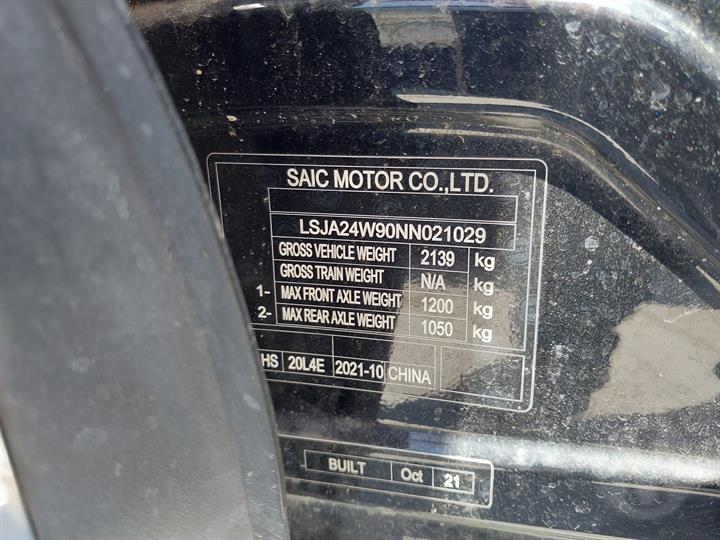 SAIC MOTOR CO.,LTD.
LSJA24W90NN021029
GROSS VEHICLE WEIGHT 2139 kg
GROSS TRAIN WEIGHT N/A kg
1- MAX FRONT AXLE WEIGHT 1200 kg
2- MAX REAR AXLE WEIGHT 1050 kg
HS 20L4E 2021-10 CHINA
BUILT Oct 21